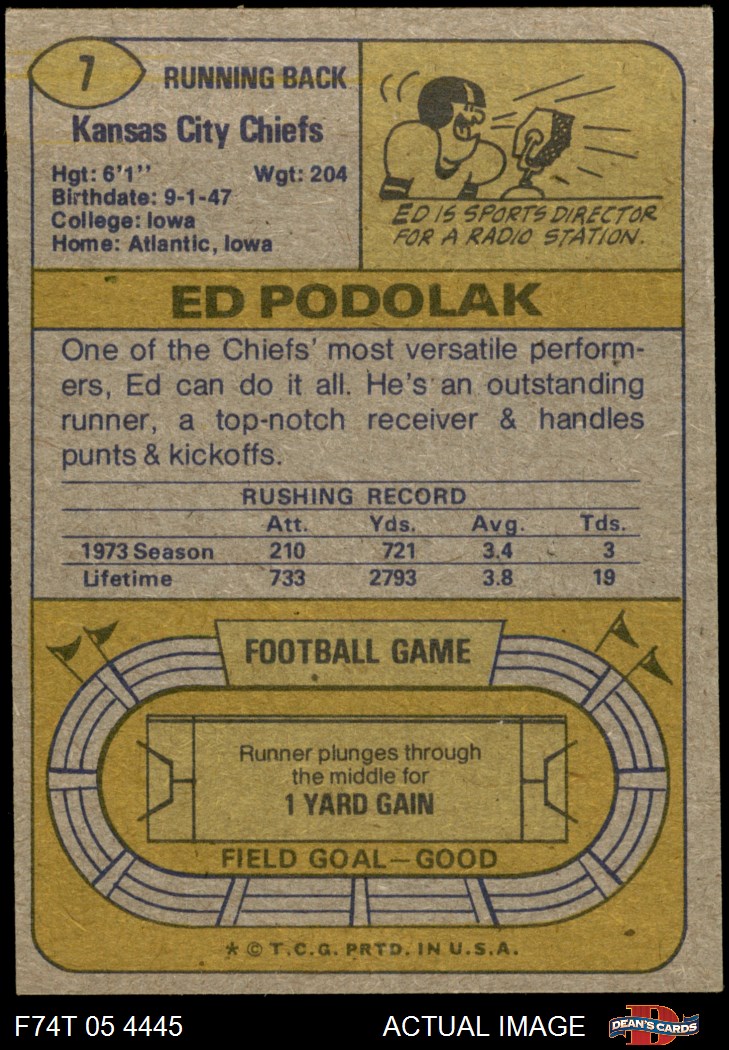 7
RUNNING BACK
Kansas City Chiefs
Hgt: 6'1'' Wgt: 204
Birthdate: 9-1-47
College: Iowa
Home: Atlantic, Iowa
ED IS SPORTS DIRECTOR
FOR A RADIO STATION.
ED PODOLAK
One of the Chiefs' most versatile perform-
ers, Ed can do it all. He's an outstanding
runner, a top-notch receiver & handles
punts & kickoffs.
RUSHING RECORD
Att. Yds. Avg. Tds.
1973 Season 210 721 3.4 3
Lifetime 733 2793 3.8 19
FOOTBALL GAME
Runner plunges through
the middle for
1 YARD GAIN
FIELD GOAL—GOOD
* © T.C.G. PRTD. IN U.S.A.
F74T 05 4445 ACTUAL IMAGE D DEAN'S CARDS